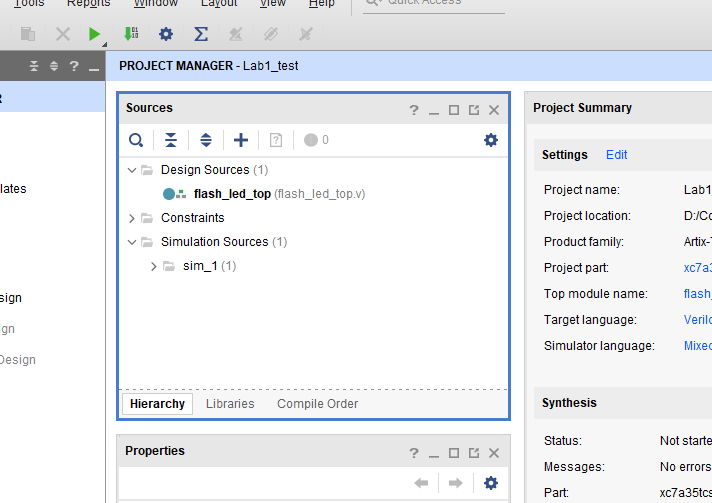 Tools Reports Window Layout View Help
Quick Access
PROJECT MANAGER - Lab1_test
Sources
? 0
Design Sources (1)
flash_led_top (flash_led_top.v)
Constraints
Simulation Sources (1)
sim_1 (1)
Hierarchy Libraries Compile Order
Properties
?
Project Summary
Settings Edit
Project name: Lab1
Project location: D:/Co
Product family: Artix-
Project part: xc7a3
Top module name: flash_
Target language: Verilo
Simulator language: Mixed
Synthesis
Status: Not starte
Messages: No errors
Part: xc7a35tcs
lates
sign
gn
Design